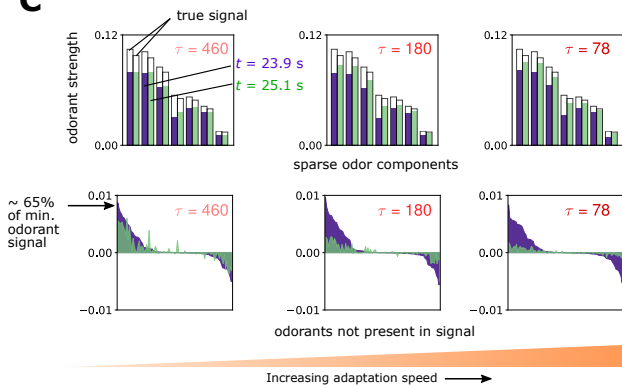 C
true signal
0.12
0.00
odorant strength
τ = 460
t = 23.9 s
t = 25.1 s
τ = 180
0.12
0.00
τ = 78
0.12
0.00
sparse odor components
~ 65%
of min.
odorant
signal
0.01
0.00
−0.01
τ = 460
0.01
0.00
−0.01
τ = 180
0.01
0.00
−0.01
τ = 78
odorants not present in signal
Increasing adaptation speed